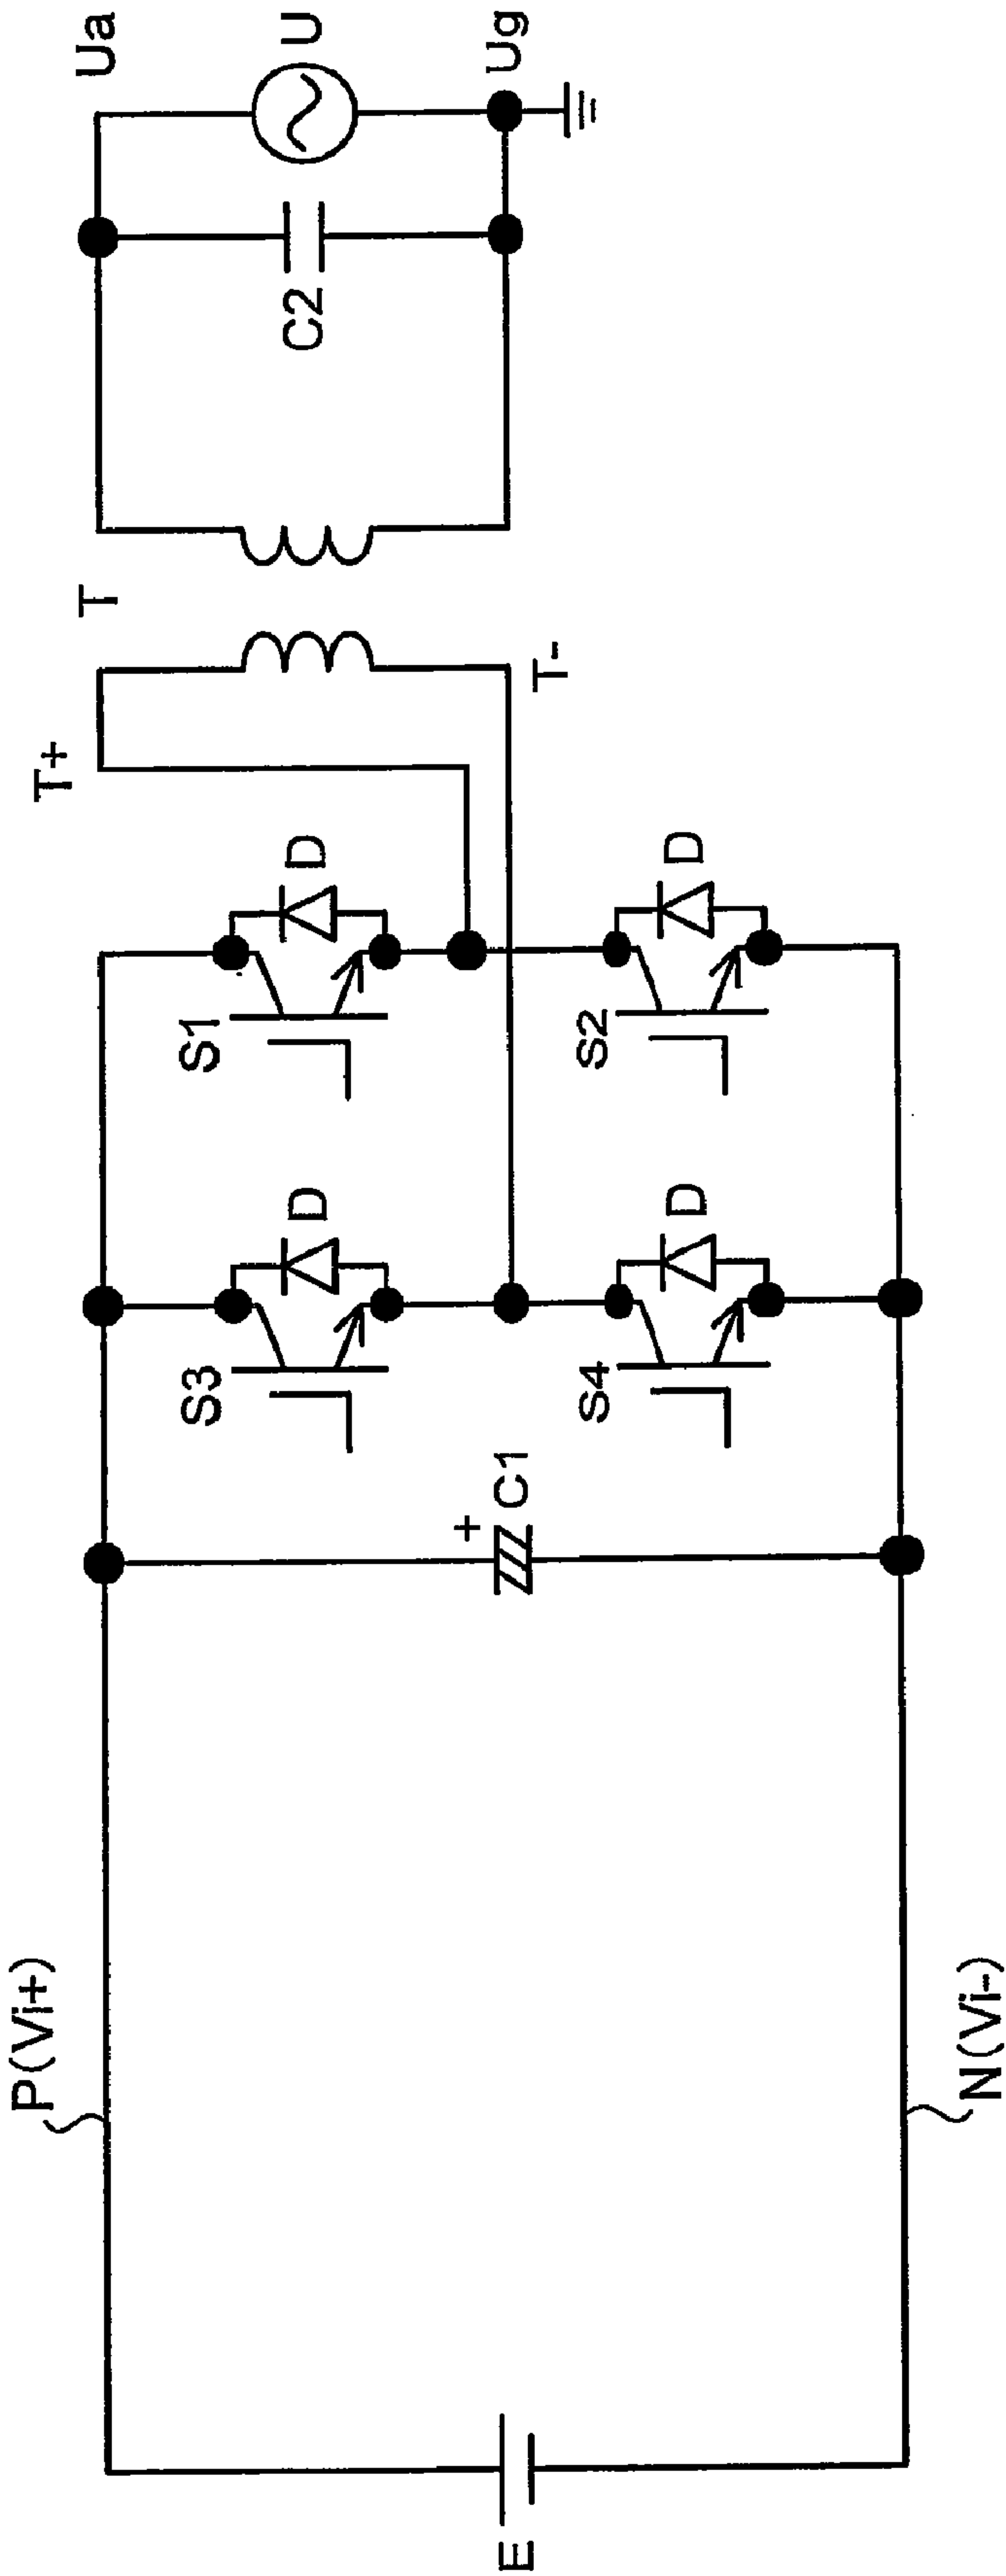 E
P(Vi+)
N(Vi-)
+
C1
S3
D
S4
D
S1
D
S2
D
T+
T-
T
C2
Ua
U
Ug